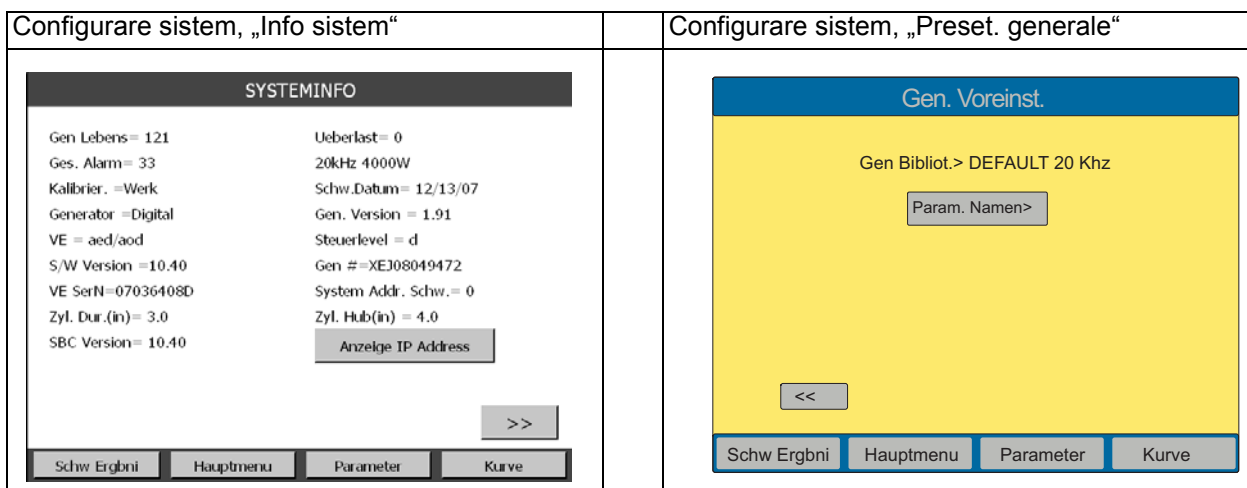 Configurare sistem, „Info sistem“
Configurare sistem, „Preset. generale“
SYSTEMINFO
Gen Lebens= 121
Ueberlast= 0
Ges. Alarm= 33
20kHz 4000W
Kalibrier. =Werk
Schw.Datum= 12/13/07
Generator =Digital
Gen. Version = 1.91
VE = aed/aod
Steuerlevel = d
S/W Version =10.40
Gen #=XEJ08049472
VE SerN=07036408D
System Addr. Schw.= 0
Zyl. Dur.(in)= 3.0
Zyl. Hub(in) = 4.0
SBC Version= 10.40
Anzeige IP Address
>>
Schw Ergbni
Hauptmenu
Parameter
Kurve
Gen. Voreinst.
Gen Bibliot.> DEFAULT 20 Khz
Param. Namen>
<<
Schw Ergbni
Hauptmenu
Parameter
Kurve